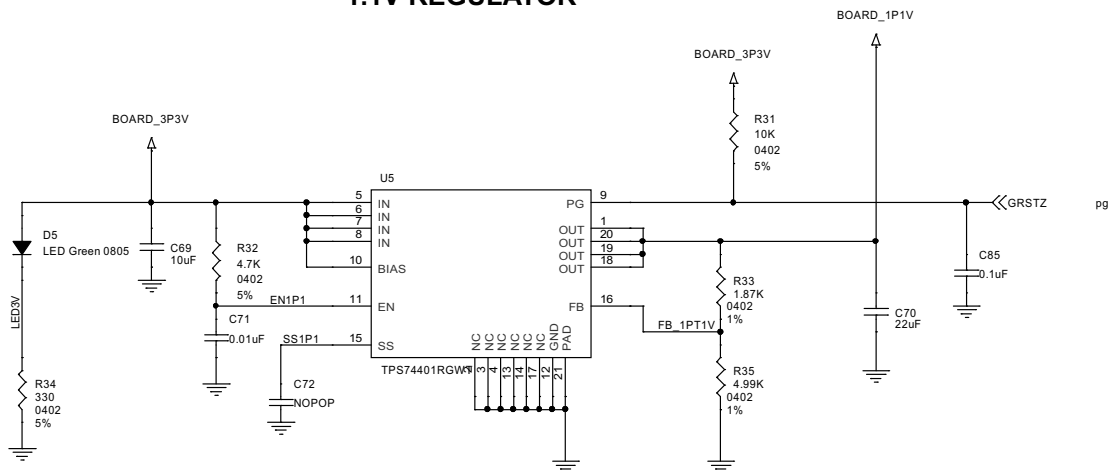 1.1V REGULATOR
BOARD_1P1V
BOARD_3P3V
BOARD_3P3V
R31
10K
0402
5%
U5
5
IN
6
IN
7
IN
8
IN
10
BIAS
11
EN
15
SS
PG
9
OUT
1
OUT
20
OUT
19
OUT
18
FB
16
GRSTZ
pg
D5
LED Green 0805
C69
10uF
R32
4.7K
0402
5%
EN1P1
C71
0.01uF
SS1P1
C72
NOPOP
LED3V
R34
330
0402
5%
R33
1.87K
0402
1%
FB_1PT1V
R35
4.99K
0402
1%
C70
22uF
C85
0.1uF
NC
NC
NC
NC
NC
NC
GND
PAD
TPS74401RGWT
3
4
13
14
17
12
21